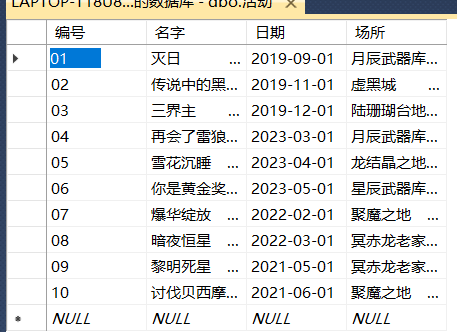 LAPTOP-T18U8...的数据库 - dbo.活动 ×
编号 名字 日期 场所
01 灭日 2019-09-01 月辰武器库...
02 传说中的黑... 2019-11-01 虚黑城 ...
03 三界主 ... 2019-12-01 陆珊瑚台地...
04 再会了雷狼... 2023-03-01 月辰武器库...
05 雪花沉睡 ... 2023-04-01 龙结晶之地...
06 你是黄金奖... 2023-05-01 星辰武器库...
07 爆华绽放 ... 2022-02-01 聚魔之地 ...
08 暗夜恒星 ... 2022-03-01 冥赤龙老家...
09 黎明死星 ... 2021-05-01 冥赤龙老家...
10 讨伐贝西摩... 2021-06-01 聚魔之地 ...
NULL NULL NULL NULL